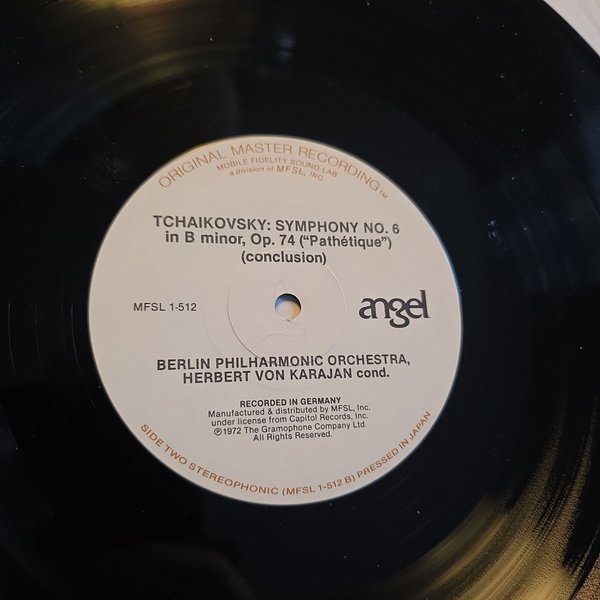 ORIGINAL MASTER RECORDING™
MOBILE FIDELITY SOUND LAB
a division of MFSL, INC.
TCHAIKOVSKY: SYMPHONY NO. 6
in B minor, Op. 74 ("Pathétique")
(conclusion)
MFSL 1-512
angel
BERLIN PHILHARMONIC ORCHESTRA,
HERBERT VON KARAJAN cond.
RECORDED IN GERMANY
Manufactured & distributed by MFSL, Inc.
under license from Capitol Records, Inc.
℗1972 The Gramophone Company Ltd.
All Rights Reserved.
SIDE TWO STEREOPHONIC (MFSL 1-512 B) PRESSED IN JAPAN